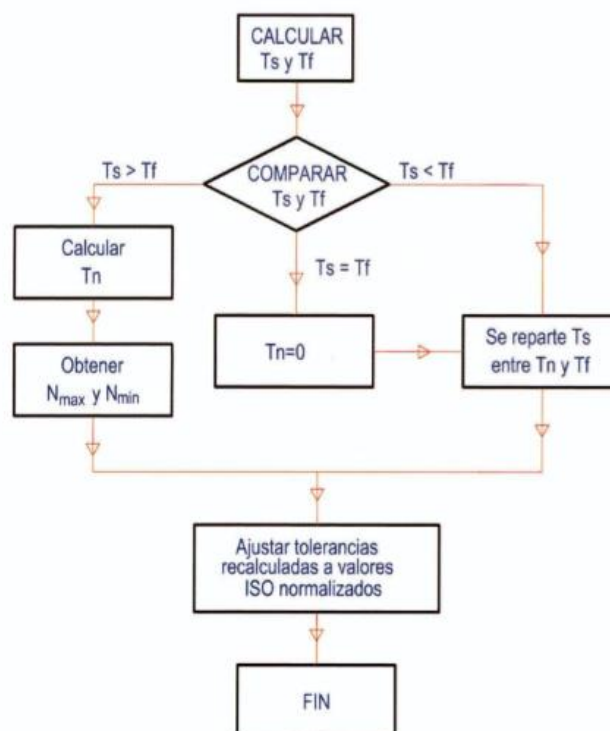 CALCULAR
Ts y Tf
Ts > Tf
COMPARAR
Ts y Tf
Ts < Tf
Calcular
Tn
Ts = Tf
Obtener
Nmax y Nmin
Tn=0
Se reparte Ts
entre Tn y Tf
Ajustar tolerancias
recalculadas a valores
ISO normalizados
FIN